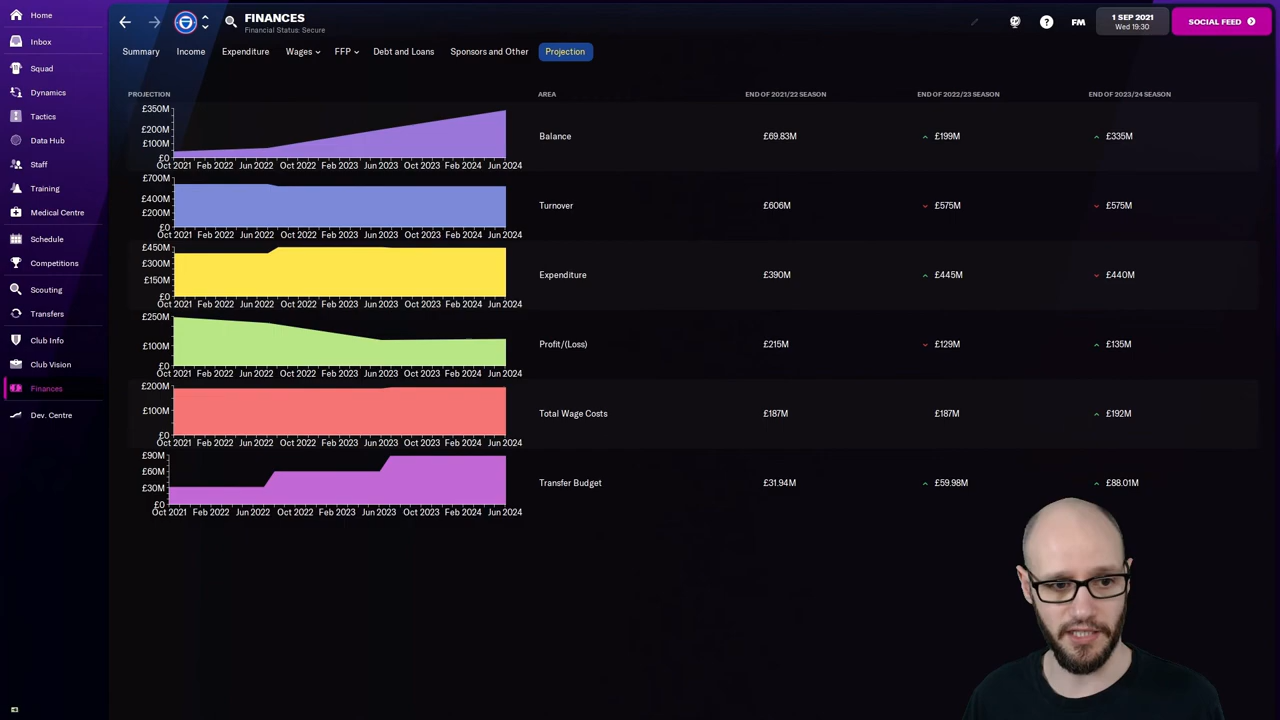 Home
FINANCES
Financial Status: Secure
FM
1 SEP 2021
Wed 19:30
SOCIAL FEED
Inbox
Squad
Dynamics
Tactics
Data Hub
Staff
Training
Medical Centre
Schedule
Competitions
Scouting
Transfers
Club Info
Club Vision
Finances
Dev. Centre
Summary Income Expenditure Wages FFP Debt and Loans Sponsors and Other Projection
PROJECTION AREA END OF 2021/22 SEASON END OF 2022/23 SEASON END OF 2023/24 SEASON
£350M
£200M
£100M
£0
Oct 2021 Feb 2022 Jun 2022 Oct 2022 Feb 2023 Jun 2023 Oct 2023 Feb 2024 Jun 2024
Balance £69.83M £199M £335M
£700M
£400M
£200M
£0
Oct 2021 Feb 2022 Jun 2022 Oct 2022 Feb 2023 Jun 2023 Oct 2023 Feb 2024 Jun 2024
Turnover £606M £575M £575M
£450M
£300M
£150M
£0
Oct 2021 Feb 2022 Jun 2022 Oct 2022 Feb 2023 Jun 2023 Oct 2023 Feb 2024 Jun 2024
Expenditure £390M £445M £440M
£250M
£100M
£0
Oct 2021 Feb 2022 Jun 2022 Oct 2022 Feb 2023 Jun 2023 Oct 2023 Feb 2024 Jun 2024
Profit/(Loss) £215M £129M £135M
£200M
£100M
£0
Oct 2021 Feb 2022 Jun 2022 Oct 2022 Feb 2023 Jun 2023 Oct 2023 Feb 2024 Jun 2024
Total Wage Costs £187M £187M £192M
£90M
£60M
£30M
£0
Oct 2021 Feb 2022 Jun 2022 Oct 2022 Feb 2023 Jun 2023 Oct 2023 Feb 2024 Jun 2024
Transfer Budget £31.94M £59.98M £88.01M